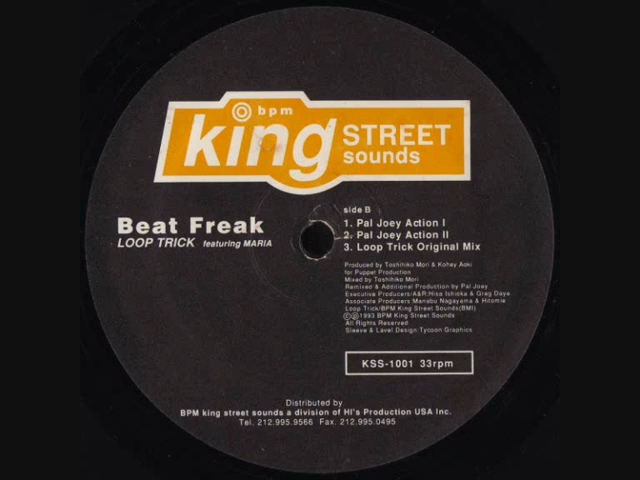 bpm
king STREET
sounds
Beat Freak
LOOP TRICK featuring MARIA
side B
1. Pal Joey Action I
2. Pal Joey Action II
3. Loop Trick Original Mix
Produced by Toshihiko Mori & Kohey Aoki
for Puppet Production
Mixed by Toshihiko Mori
Remixed & Additional Production by Pal Joey
Executive Producers/A&R:Hisa Ishioka & Greg Daye
Associate Producers:Manabu Nagayama & Hitomie
Loop Trick/BPM King Street Sounds(BMI)
©℗1993 BPM King Street Sounds
All Rights Reserved
Sleeve & Lavel Design:Tycoon Graphics
KSS-1001 33rpm
Distributed by
BPM king street sounds a division of HI's Production USA Inc.
Tel. 212.995.9566 Fax. 212.995.0495